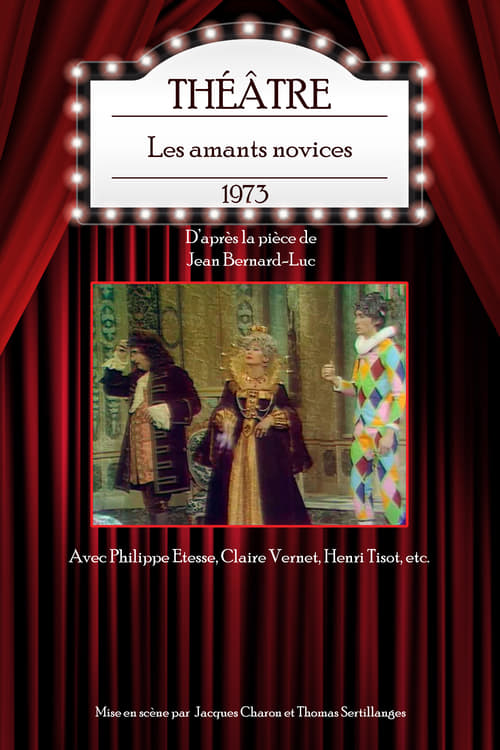 THÉÂTRE
Les amants novices
1973
D'après la pièce de
Jean Bernard-Luc
Avec Philippe Etesse, Claire Vernet, Henri Tisot, etc.
Mise en scène par Jacques Charon et Thomas Sertillanges